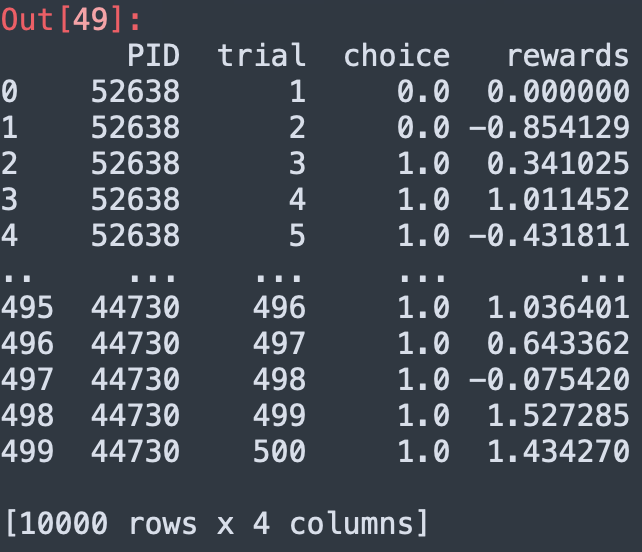 Out[49]:
PID trial choice rewards
0 52638 1 0.0 0.000000
1 52638 2 0.0 -0.854129
2 52638 3 1.0 0.341025
3 52638 4 1.0 1.011452
4 52638 5 1.0 -0.431811
.. ... ... ... ...
495 44730 496 1.0 1.036401
496 44730 497 1.0 0.643362
497 44730 498 1.0 -0.075420
498 44730 499 1.0 1.527285
499 44730 500 1.0 1.434270
[10000 rows x 4 columns]